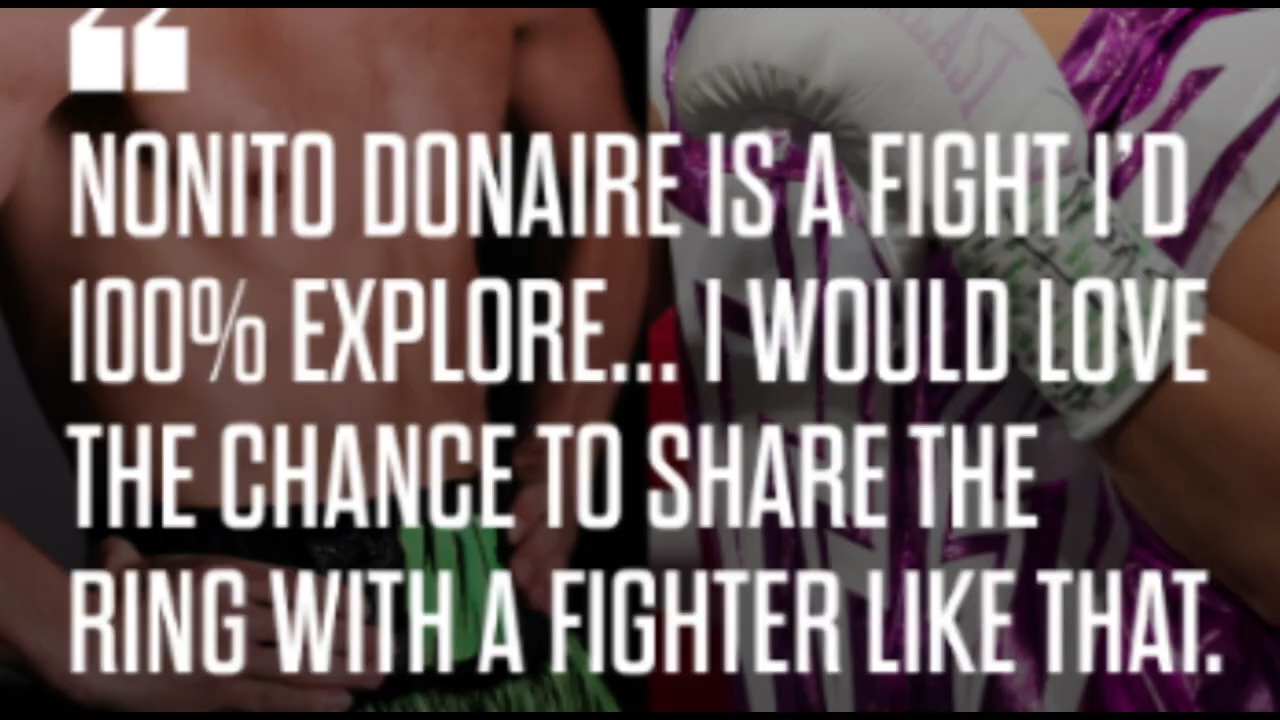 “
NONITO DONAIRE IS A FIGHT I'D
100% EXPLORE... I WOULD LOVE
THE CHANCE TO SHARE THE
RING WITH A FIGHTER LIKE THAT.